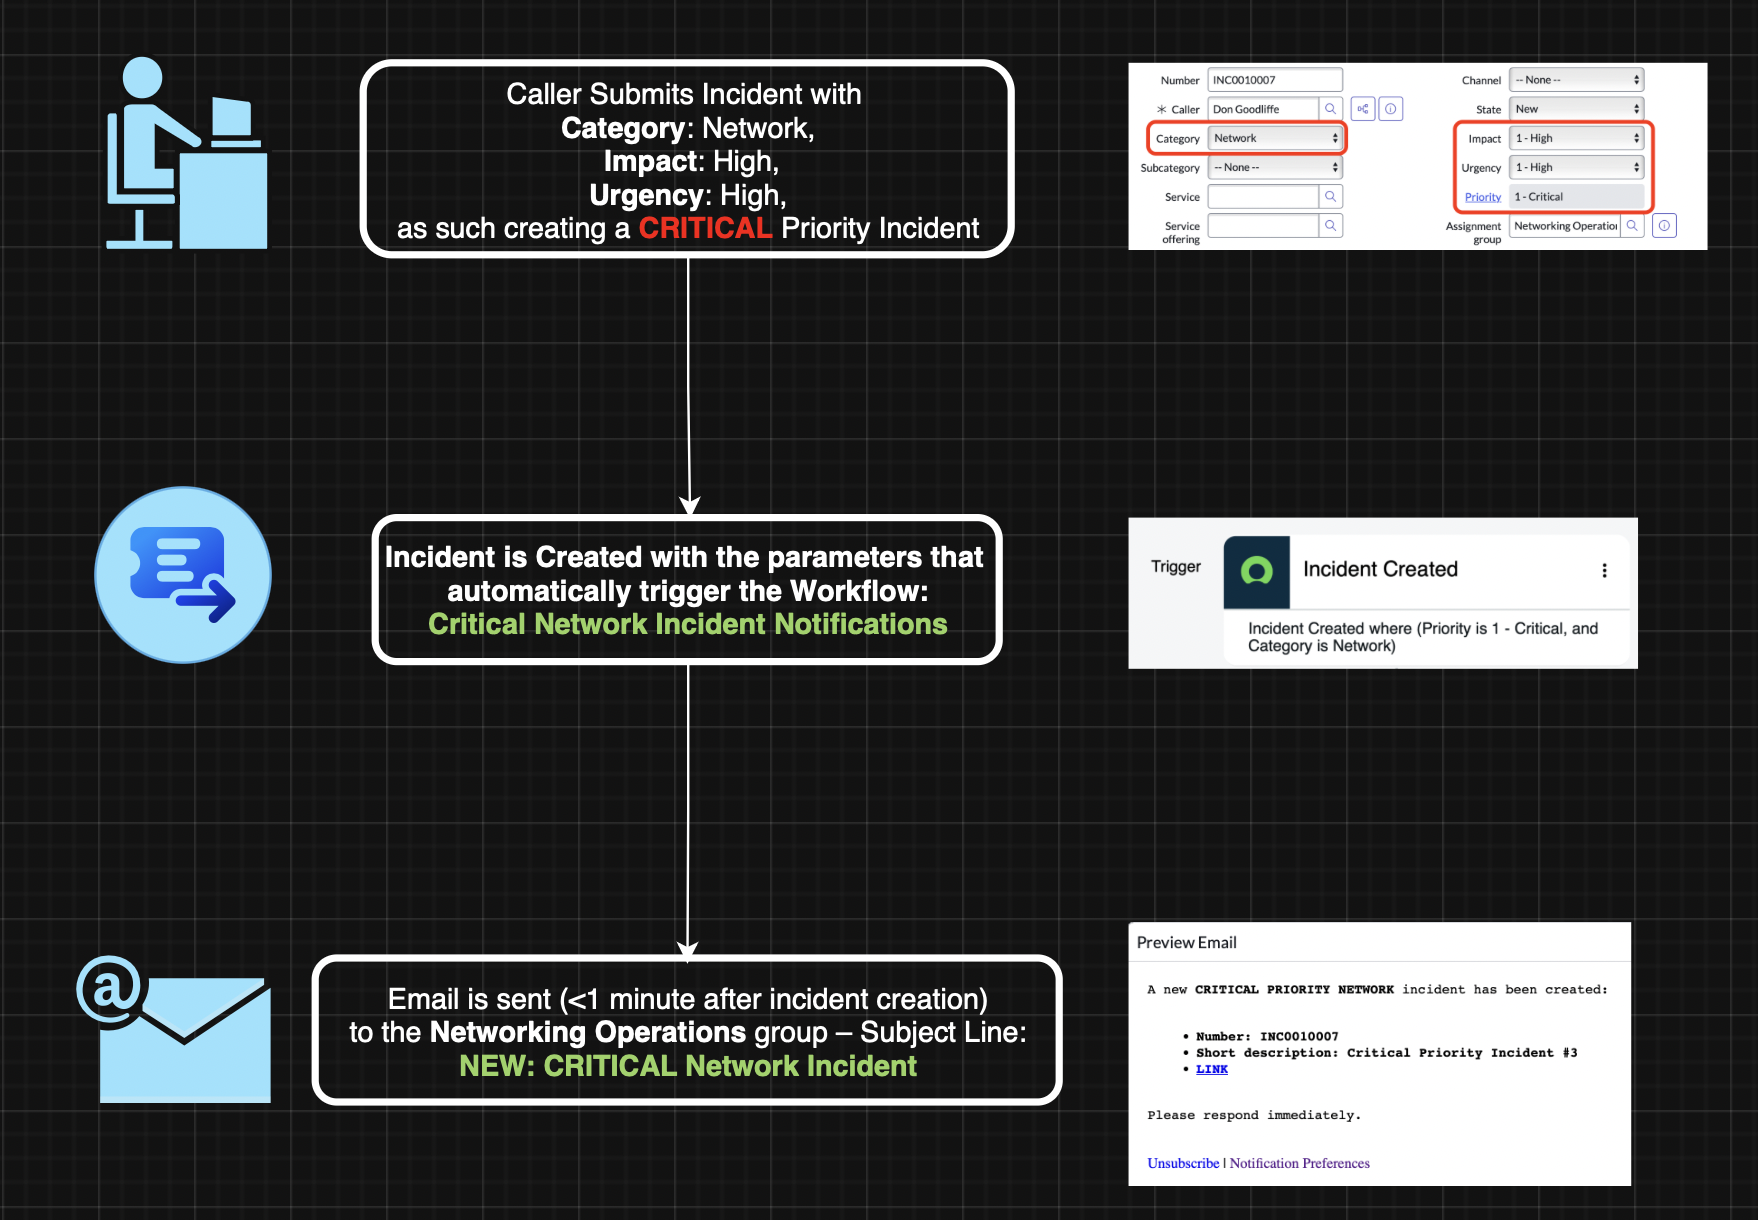 Caller Submits Incident with
Category: Network,
Impact: High,
Urgency: High,
as such creating a CRITICAL Priority Incident
Number INC0010007
* Caller Don Goodliffe
Category Network
Subcategory -- None --
Service
Service
offering
Channel -- None --
State New
Impact 1 - High
Urgency 1 - High
Priority 1 - Critical
Assignment Networking Operatio
group
Incident is Created with the parameters that
automatically trigger the Workflow:
Critical Network Incident Notifications
Trigger
Incident Created
Incident Created where (Priority is 1 - Critical, and
Category is Network)
@
Email is sent (<1 minute after incident creation)
to the Networking Operations group – Subject Line:
NEW: CRITICAL Network Incident
Preview Email
A new CRITICAL PRIORITY NETWORK incident has been created:
• Number: INC0010007
• Short description: Critical Priority Incident #3
• LINK
Please respond immediately.
Unsubscribe | Notification Preferences